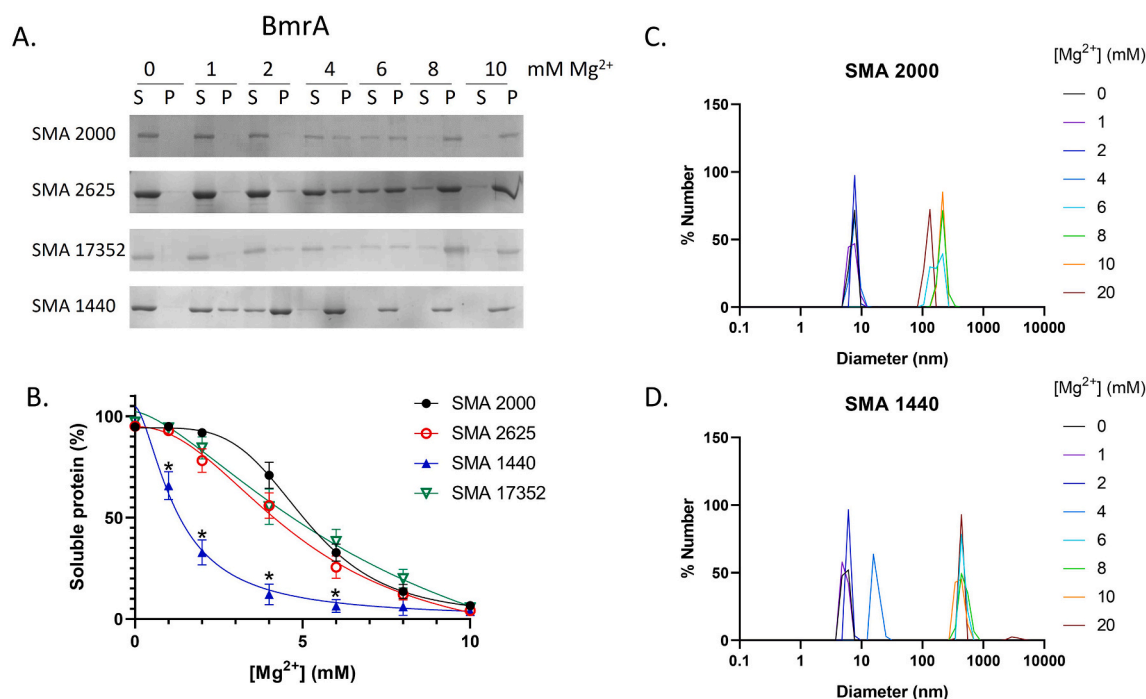 A.
BmrA
0 1 2 4 6 8 10 mM Mg²⁺
S P S P S P S P S P S P S P
SMA 2000
SMA 2625
SMA 17352
SMA 1440
B.
100
50
0
Soluble protein (%)
0 5 10
[Mg²⁺] (mM)
* * * *
SMA 2000
SMA 2625
SMA 1440
SMA 17352
C.
SMA 2000
150
100
50
0
% Number
0.1 1 10 100 1000 10000
Diameter (nm)
[Mg²⁺] (mM)
0
1
2
4
6
8
10
20
D.
SMA 1440
150
100
50
0
% Number
0.1 1 10 100 1000 10000
Diameter (nm)
[Mg²⁺] (mM)
0
1
2
4
6
8
10
20